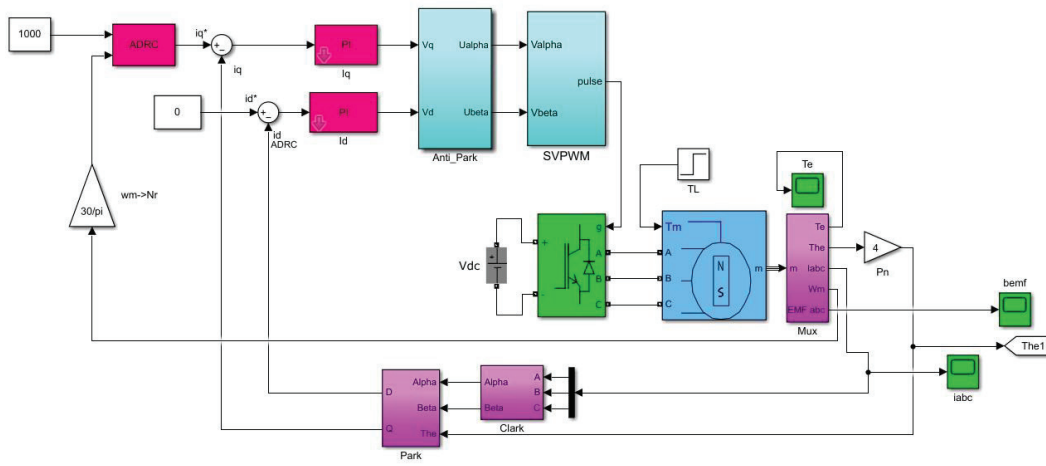 1000
ADRC
iq*
iq
PI
Iq
Vq
Vd
Ualpha
Ubeta
Anti_Park
Valpha
Vbeta
pulse
SVPWM
0
id*
id
ADRC
PI
Id
30/pi
wm->Nr
TL
Te
Vdc
+
-
g
A
B
C
Tm
A
B
C
N
S
m
m
Te
The
Iabc
Wm
EMF abc
Mux
4
Pn
bemf
The1
iabc
D
Q
Alpha
Beta
The
Park
Alpha
Beta
A
B
C
Clark